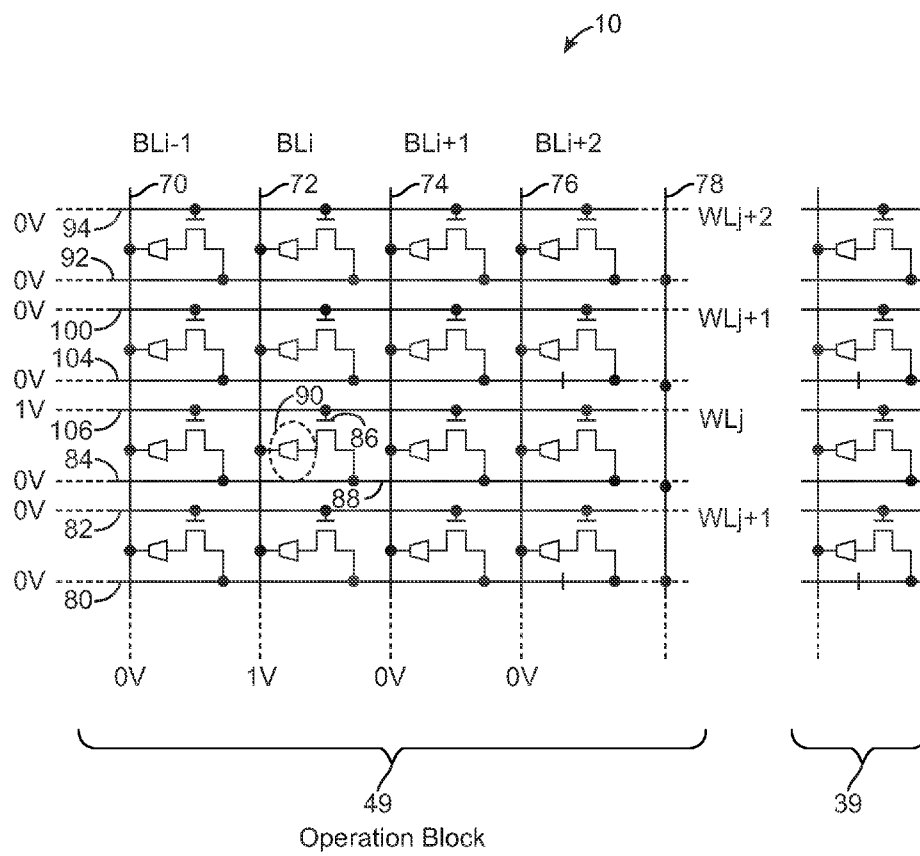 10
BLi-1 BLi BLi+1 BLi+2
70 72 74 76 78
0V 94 WLj+2
92
0V
0V 100 WLj+1
104
0V
1V 106 90 86 WLj
84
0V 88
0V 82 WLj+1
0V 80
0V 1V 0V 0V
49 39
Operation Block